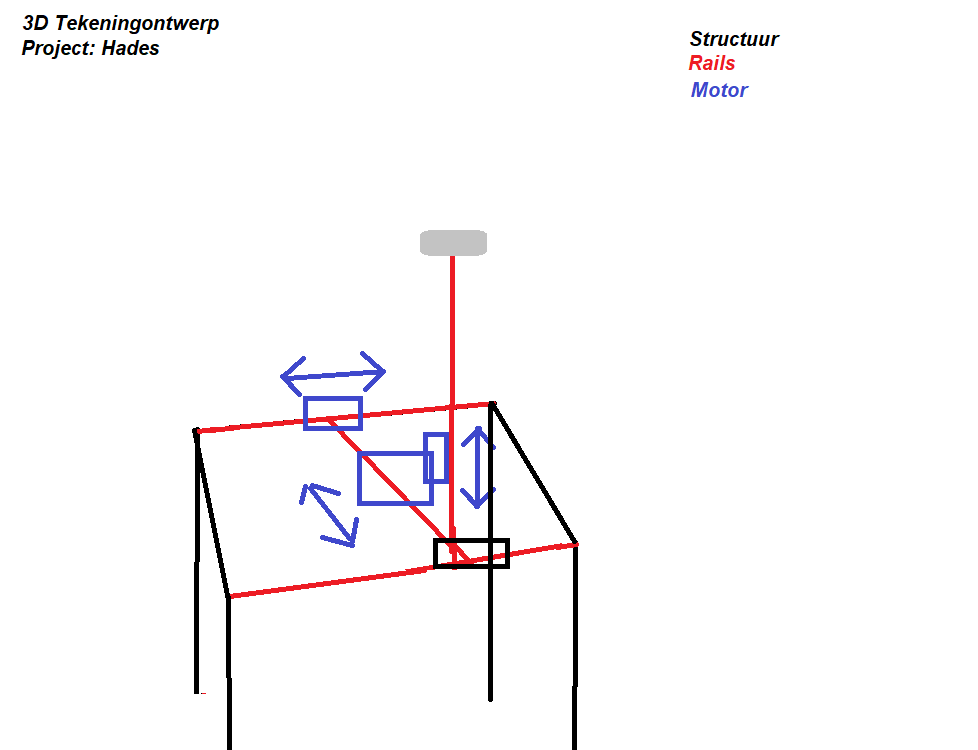 3D Tekeningontwerp
Project: Hades
Structuur
Rails
Motor